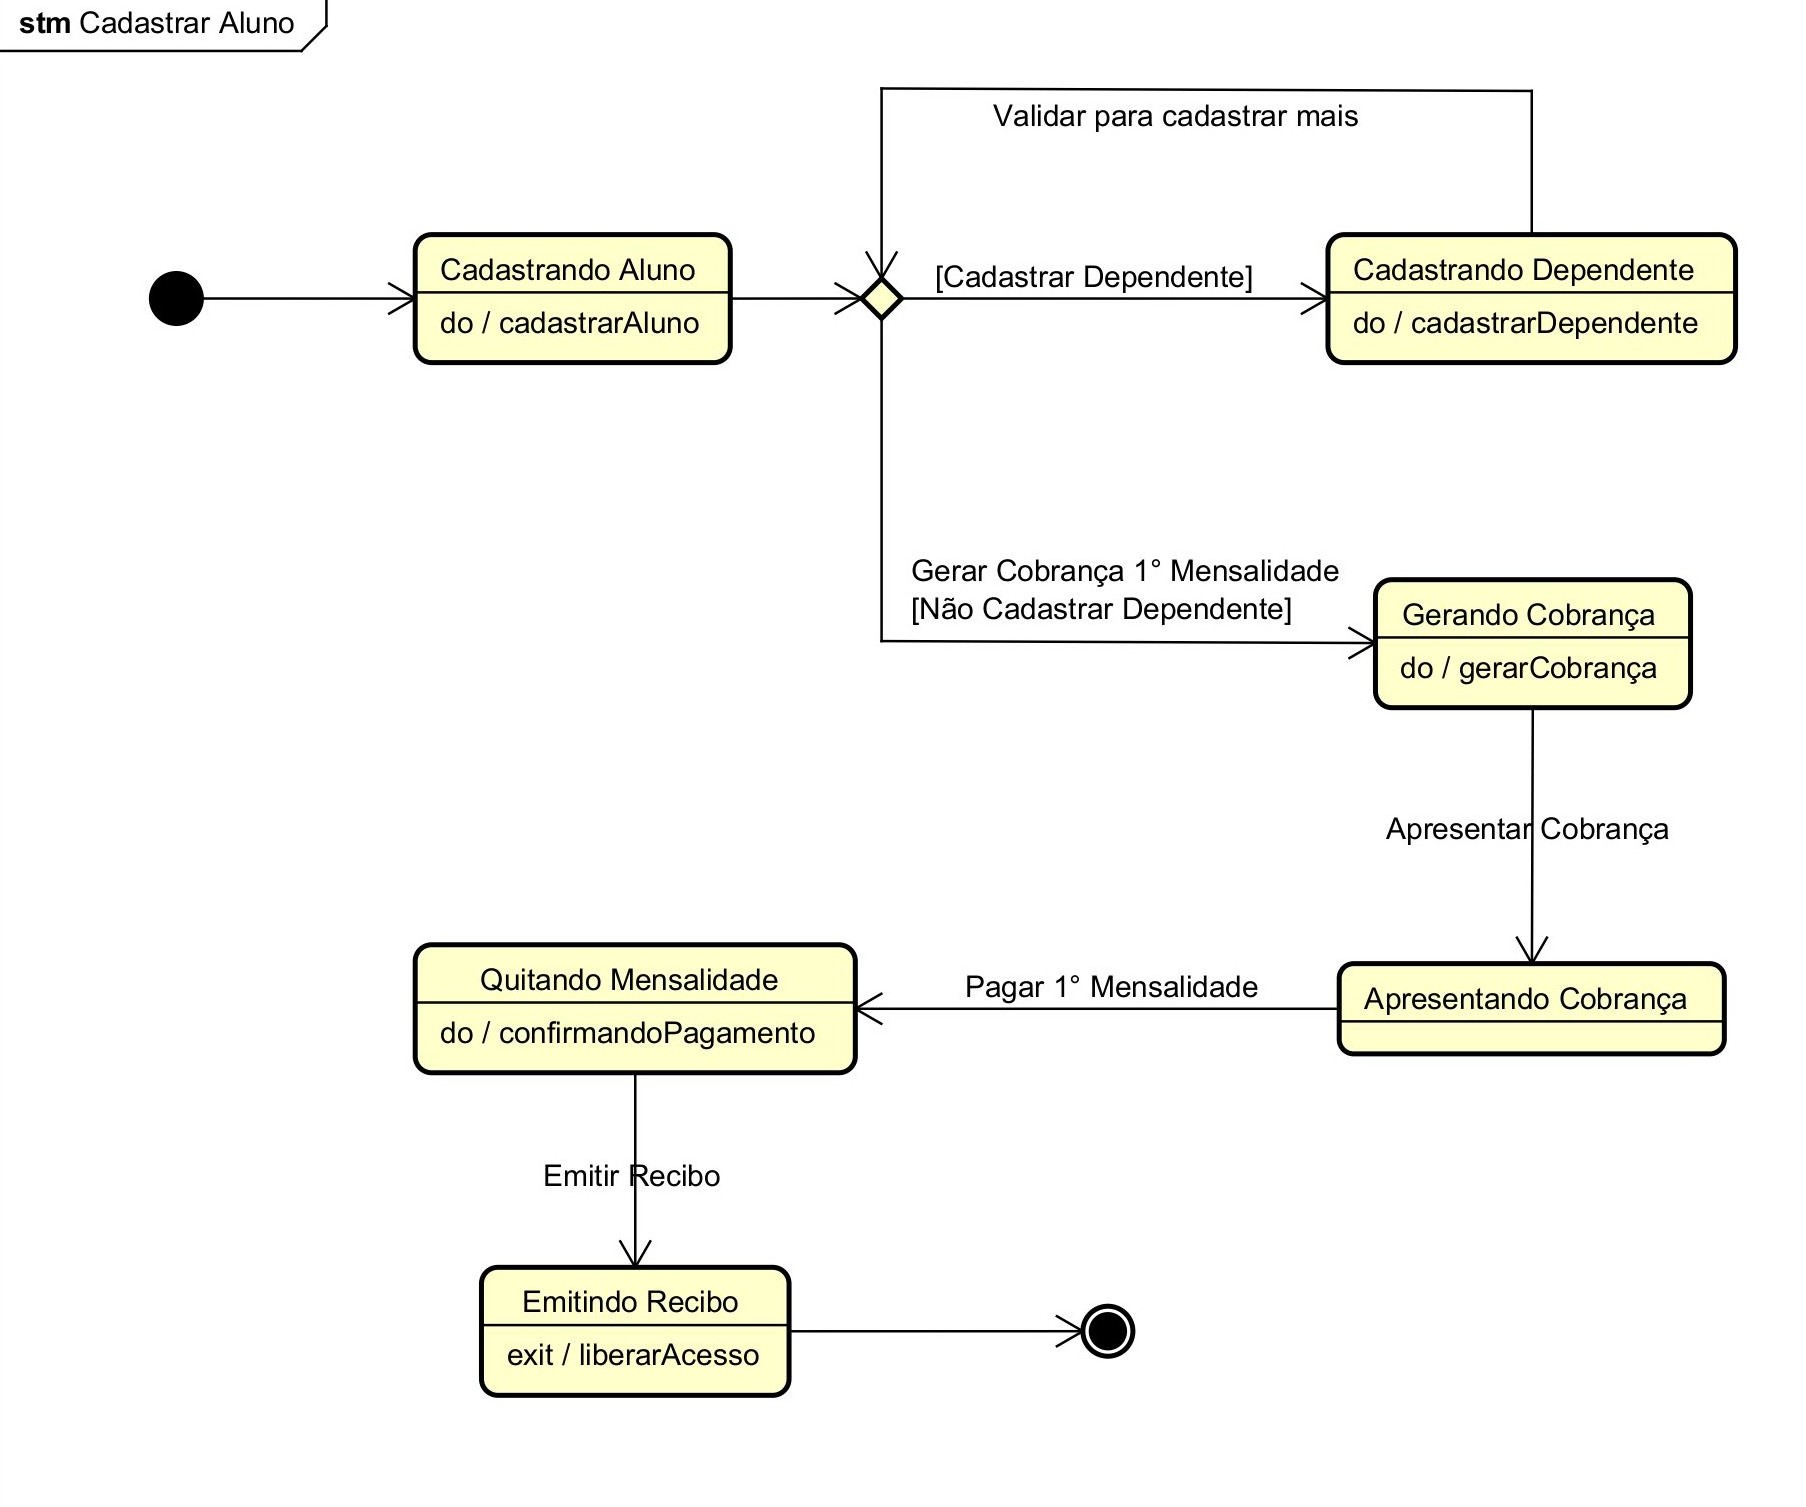 stm Cadastrar Aluno
Validar para cadastrar mais
Cadastrando Aluno
do / cadastrarAluno
[Cadastrar Dependente]
Cadastrando Dependente
do / cadastrarDependente
Gerar Cobrança 1° Mensalidade
[Não Cadastrar Dependente]
Gerando Cobrança
do / gerarCobrança
Apresentar Cobrança
Apresentando Cobrança
Pagar 1° Mensalidade
Quitando Mensalidade
do / confirmandoPagamento
Emitir Recibo
Emitindo Recibo
exit / liberarAcesso